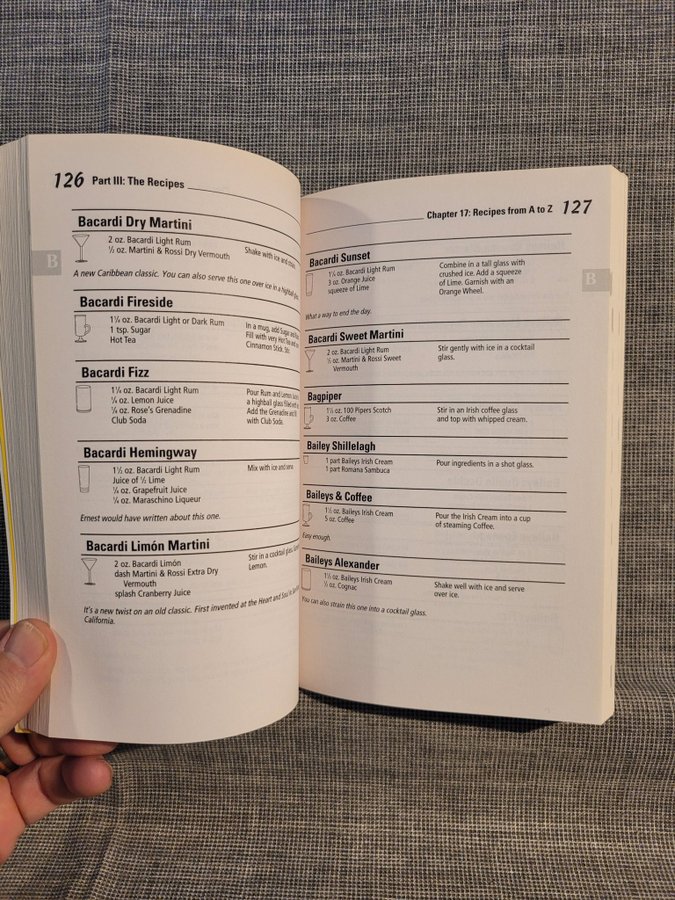 126 Part III: The Recipes
Bacardi Dry Martini
2 oz. Bacardi Light Rum
½ oz. Martini & Rossi Dry Vermouth
Shake with ice and
A new Caribbean classic. You can also serve this one over ice in a highball
B
Bacardi Fireside
1¼ oz. Bacardi Light or Dark Rum
1 tsp. Sugar
Hot Tea
In a mug, add Sugar and
Fill with very Hot Tea and
Cinnamon Stick. Stir.
Bacardi Fizz
1¼ oz. Bacardi Light Rum
¼ oz. Lemon Juice
¼ oz. Rose's Grenadine
Club Soda
Pour Rum and Lemon
a highball glass filled with
Add the Grenadine and
with Club Soda.
Bacardi Hemingway
1½ oz. Bacardi Light Rum
Juice of ½ Lime
¼ oz. Grapefruit Juice
¼ oz. Maraschino Liqueur
Mix with ice and serve.
Ernest would have written about this one.
Bacardi Limón Martini
2 oz. Bacardi Limón
dash Martini & Rossi Extra Dry
Vermouth
splash Cranberry Juice
Stir in a cocktail glass.
Lemon.
It's a new twist on an old classic. First invented at the Heart and Soul in
California.
Chapter 17: Recipes from A to Z 127
Bacardi Sunset
1¼ oz. Bacardi Light Rum
3 oz. Orange Juice
squeeze of Lime
Combine in a tall glass with
crushed ice. Add a squeeze
of Lime. Garnish with an
Orange Wheel.
B
What a way to end the day.
Bacardi Sweet Martini
2 oz. Bacardi Light Rum
½ oz. Martini & Rossi Sweet
Vermouth
Stir gently with ice in a cocktail
glass.
Bagpiper
1½ oz. 100 Pipers Scotch
3 oz. Coffee
Stir in an Irish coffee glass
and top with whipped cream.
Bailey Shillelagh
1 part Baileys Irish Cream
1 part Romana Sambuca
Pour ingredients in a shot glass.
Baileys & Coffee
1½ oz. Baileys Irish Cream
5 oz. Coffee
Pour the Irish Cream into a cup
of steaming Coffee.
Easy enough.
Baileys Alexander
1½ oz. Baileys Irish Cream
½ oz. Cognac
Shake well with ice and serve
over ice.
You can also strain this one into a cocktail glass.